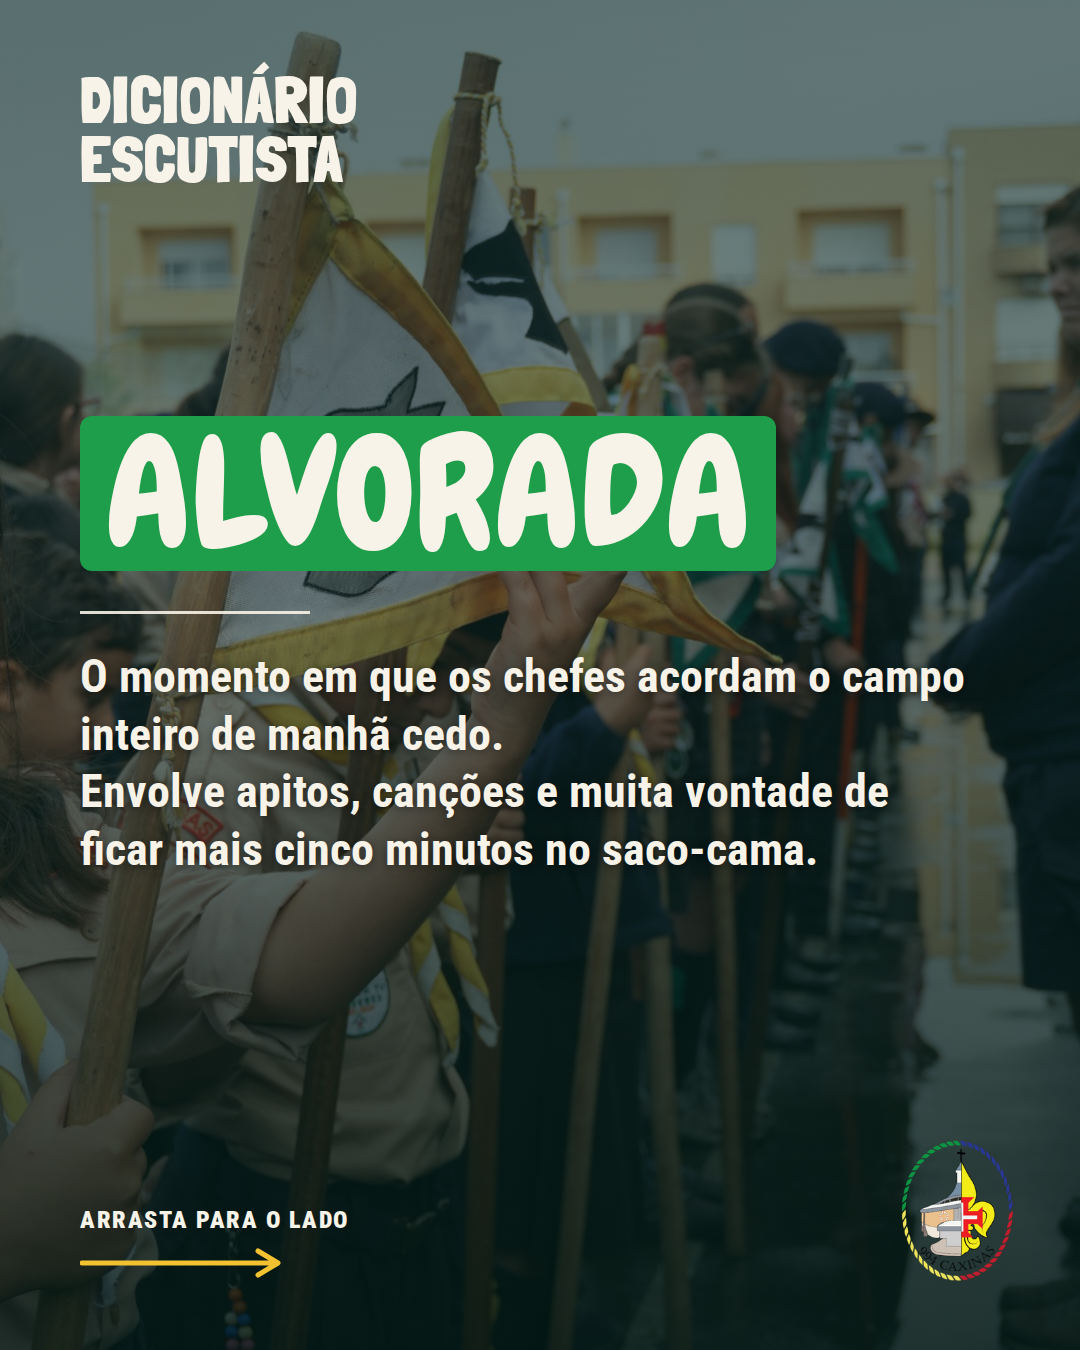 DICIONÁRIO
ESCUTISTA
ALVORADA
O momento em que os chefes acordam o campo
inteiro de manhã cedo.
Envolve apitos, canções e muita vontade de
ficar mais cinco minutos no saco-cama.
ARRASTA PARA O LADO
CAXINAS